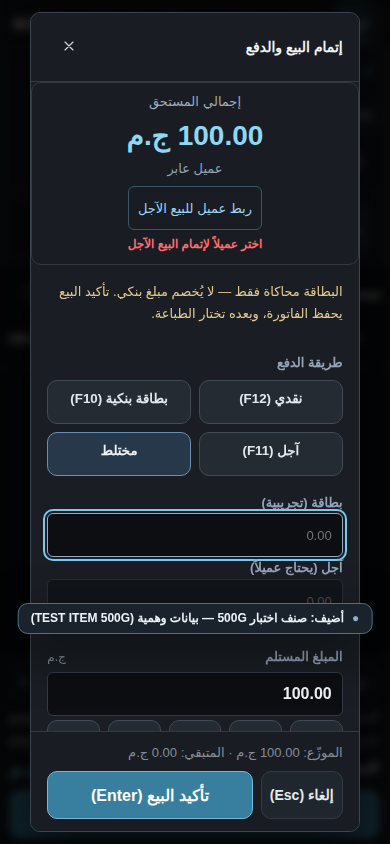 إتمام البيع والدفع
إجمالي المستحق
100.00 ج.م
عميل عابر
ربط عميل للبيع الآجل
اختر عميلاً لإتمام البيع الآجل
البطاقة محاكاة فقط — لا يُخصم مبلغ بنكي. تأكيد البيع
يحفظ الفاتورة، وبعده تختار الطباعة.
طريقة الدفع
نقدي (F12)
بطاقة بنكية (F10)
آجل (F11)
مختلط
بطاقة (تجريبية)
0.00
آجل (يحتاج عميلاً)
0.00
أضيف: صنف اختبار 500G — بيانات وهمية (TEST ITEM 500G)
المبلغ المستلم
ج.م
100.00
الموزّع: 100.00 ج.م · المتبقي: 0.00 ج.م
إلغاء (Esc)
تأكيد البيع (Enter)